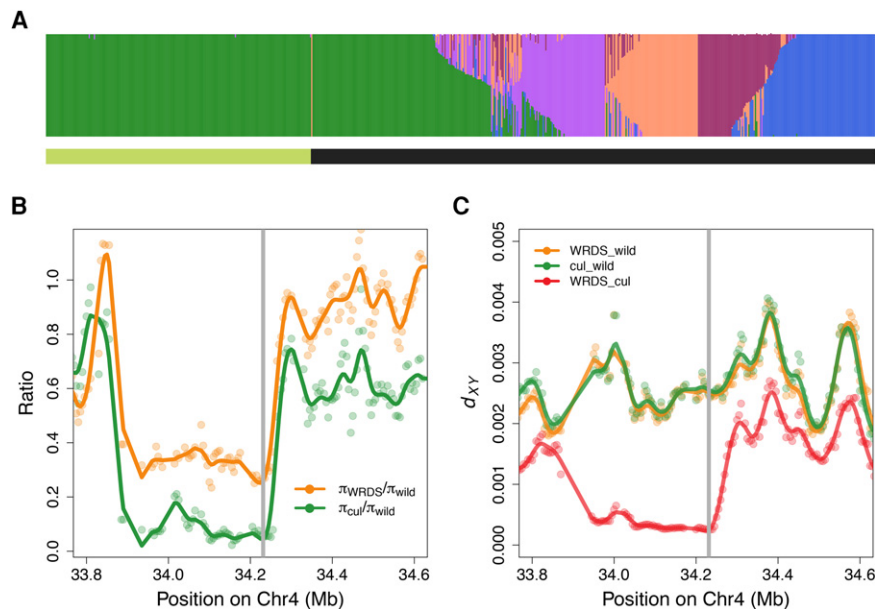 A
B
Ratio
1.0
0.8
0.6
0.4
0.2
0.0
πWRDS/πwild
πcul/πwild
33.8 34.0 34.2 34.4 34.6
Position on Chr4 (Mb)
C
dXY
0.005
0.004
0.003
0.002
0.001
0.000
WRDS_wild
cul_wild
WRDS_cul
33.8 34.0 34.2 34.4 34.6
Position on Chr4 (Mb)